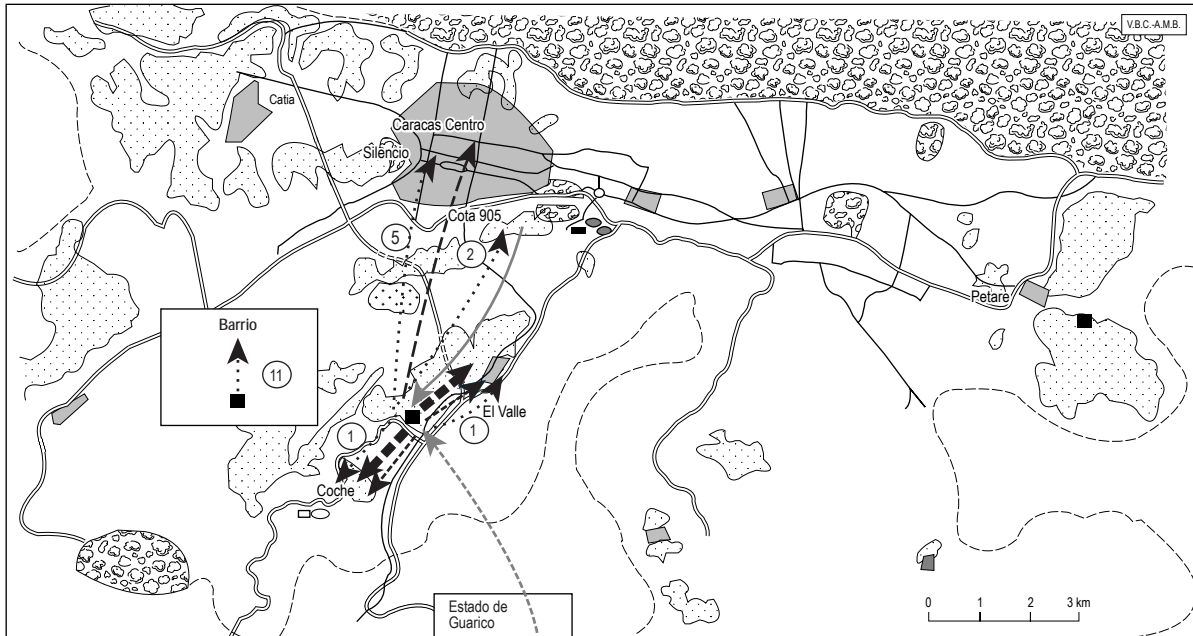 V.B.C.-A.M.B.
Catia
Caracas Centro
Silêncio
Cota 905
5
2
Petare
Barrio
11
El Valle
1
1
Coche
Estado de
Guarico
0 1 2 3 km